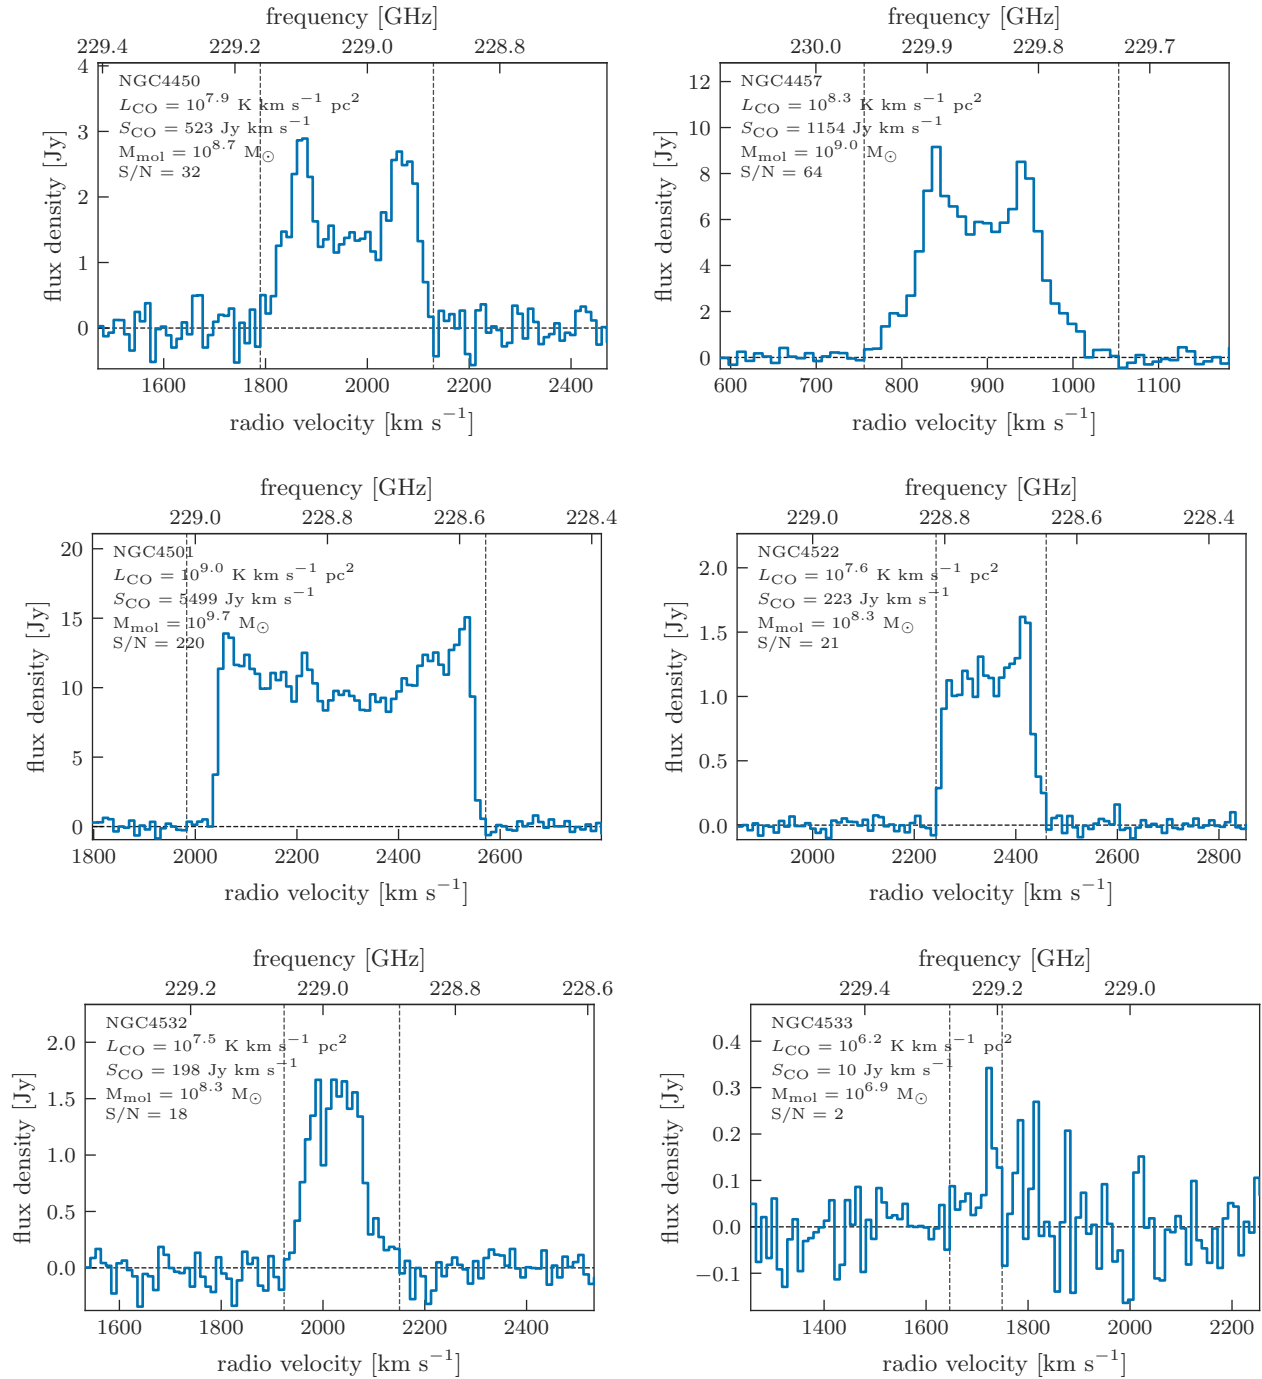 frequency [GHz]
229.4 229.2 229.0 228.8
NGC4450
L_CO = 10^7.9 K km s^−1 pc^2
S_CO = 523 Jy km s^−1
M_mol = 10^8.7 M_⊙
S/N = 32
4
3
2
1
0
flux density [Jy]
1600 1800 2000 2200 2400
radio velocity [km s^−1]
frequency [GHz]
230.0 229.9 229.8 229.7
NGC4457
L_CO = 10^8.3 K km s^−1 pc^2
S_CO = 1154 Jy km s^−1
M_mol = 10^9.0 M_⊙
S/N = 64
12
10
8
6
4
2
0
flux density [Jy]
600 700 800 900 1000 1100
radio velocity [km s^−1]
frequency [GHz]
229.0 228.8 228.6 228.4
NGC4501
L_CO = 10^9.0 K km s^−1 pc^2
S_CO = 5499 Jy km s^−1
M_mol = 10^9.7 M_⊙
S/N = 220
20
15
10
5
0
flux density [Jy]
1800 2000 2200 2400 2600
radio velocity [km s^−1]
frequency [GHz]
229.0 228.8 228.6 228.4
NGC4522
L_CO = 10^7.6 K km s^−1 pc^2
S_CO = 223 Jy km s^−1
M_mol = 10^8.3 M_⊙
S/N = 21
2.0
1.5
1.0
0.5
0.0
flux density [Jy]
2000 2200 2400 2600 2800
radio velocity [km s^−1]
frequency [GHz]
229.2 229.0 228.8 228.6
NGC4532
L_CO = 10^7.5 K km s^−1 pc^2
S_CO = 198 Jy km s^−1
M_mol = 10^8.3 M_⊙
S/N = 18
2.0
1.5
1.0
0.5
0.0
flux density [Jy]
1600 1800 2000 2200 2400
radio velocity [km s^−1]
frequency [GHz]
229.4 229.2 229.0
NGC4533
L_CO = 10^6.2 K km s^−1 pc^2
S_CO = 10 Jy km s^−1
M_mol = 10^6.9 M_⊙
S/N = 2
0.4
0.3
0.2
0.1
0.0
−0.1
flux density [Jy]
1400 1600 1800 2000 2200
radio velocity [km s^−1]